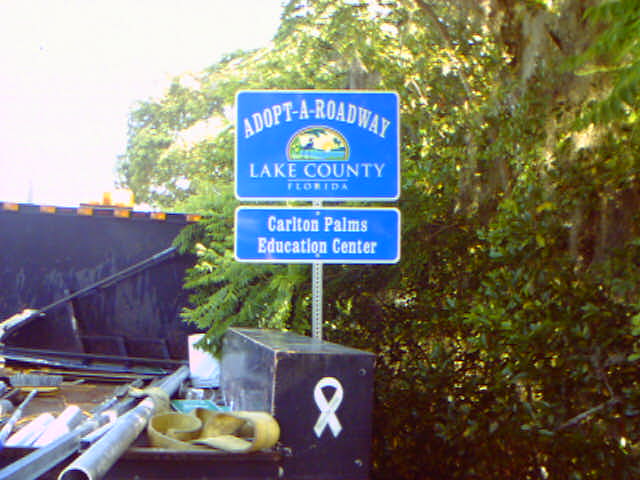 ADOPT-A-ROADWAY
LAKE COUNTY
FLORIDA
Carlton Palms
Education Center